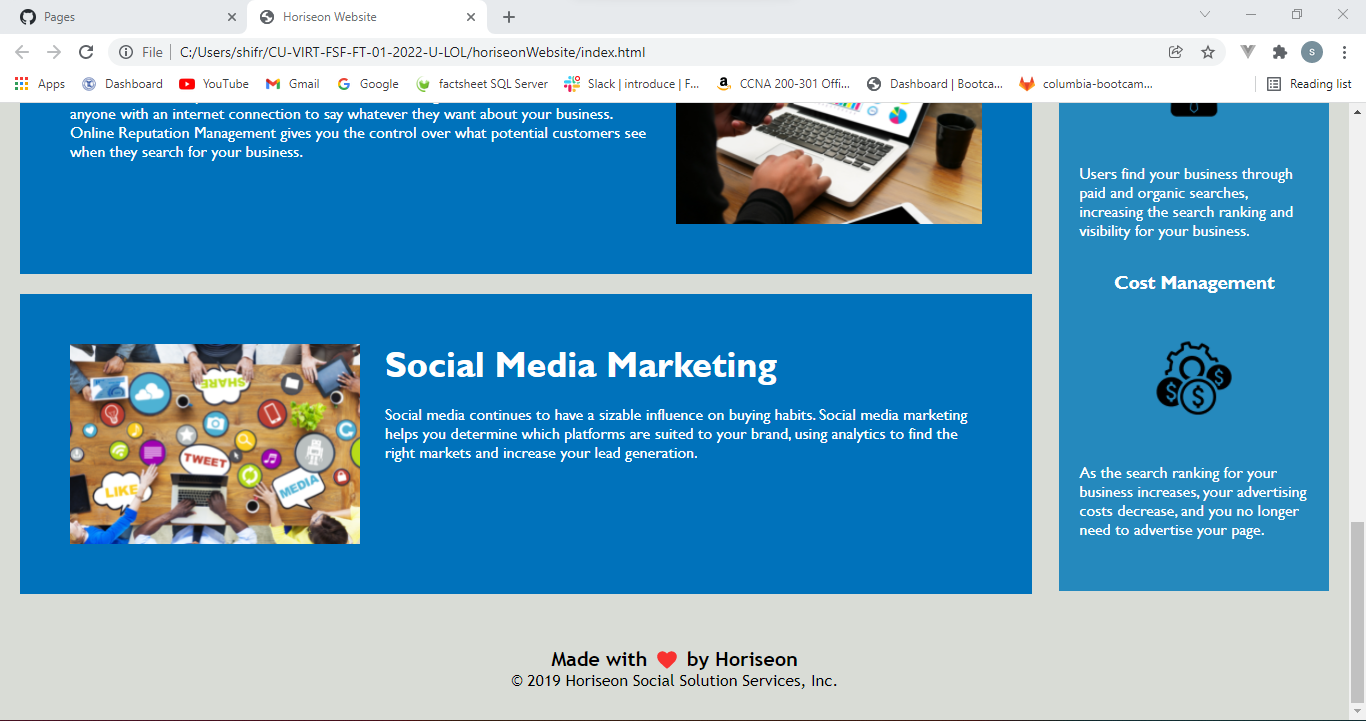 Pages
Horiseon Website
File
C:/Users/shifr/CU-VIRT-FSF-FT-01-2022-U-LOL/horiseonWebsite/index.html
S
Apps
Dashboard
YouTube
Gmail
Google
factsheet SQL Server
Slack | introduce | F...
CCNA 200-301 Offi...
Dashboard | Bootca...
columbia-bootcam...
Reading list
anyone with an internet connection to say whatever they want about your business.
Online Reputation Management gives you the control over what potential customers see
when they search for your business.
Social Media Marketing
Social media continues to have a sizable influence on buying habits. Social media marketing
helps you determine which platforms are suited to your brand, using analytics to find the
right markets and increase your lead generation.
SHARE
TWEET
LIKE
MEDIA
Users find your business through
paid and organic searches,
increasing the search ranking and
visibility for your business.
Cost Management
$ $ $
As the search ranking for your
business increases, your advertising
costs decrease, and you no longer
need to advertise your page.
Made with ❤️ by Horiseon
© 2019 Horiseon Social Solution Services, Inc.